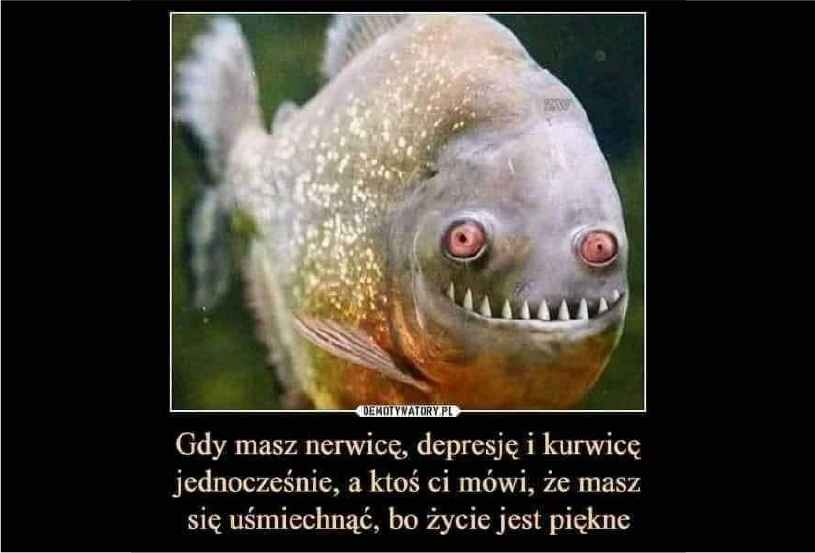 DEMOTYWATORY.PL
Gdy masz nerwicę, depresję i kurwicę
jednocześnie, a ktoś ci mówi, że masz
się uśmiechnąć, bo życie jest piękne